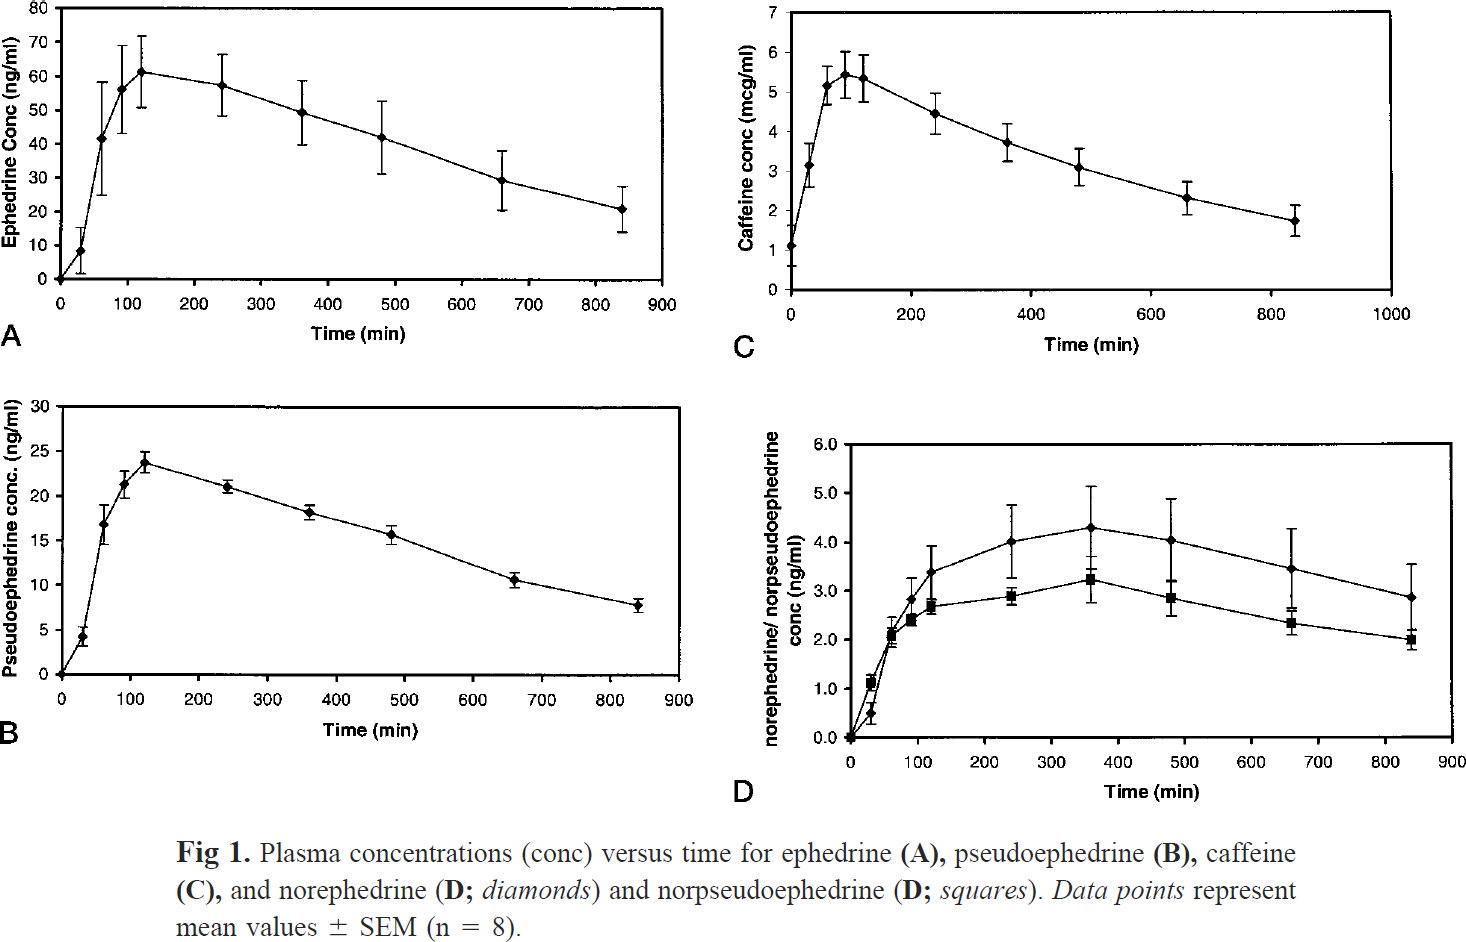 80
70
60
50
40
30
20
10
0
Ephedrine Conc (ng/ml)
0 100 200 300 400 500 600 700 800 900
Time (min)
A
7
6
5
4
3
2
1
0
Caffeine conc (mcg/ml)
0 200 400 600 800 1000
Time (min)
C
30
25
20
15
10
5
0
Pseudoephedrine conc. (ng/ml)
0 100 200 300 400 500 600 700 800 900
Time (min)
B
6.0
5.0
4.0
3.0
2.0
1.0
0.0
norephedrine/ norpseudoephedrine
conc (ng/ml)
0 100 200 300 400 500 600 700 800 900
Time (min)
D
Fig 1. Plasma concentrations (conc) versus time for ephedrine (A), pseudoephedrine (B), caffeine
(C), and norephedrine (D; diamonds) and norpseudoephedrine (D; squares). Data points represent
mean values ± SEM (n = 8).